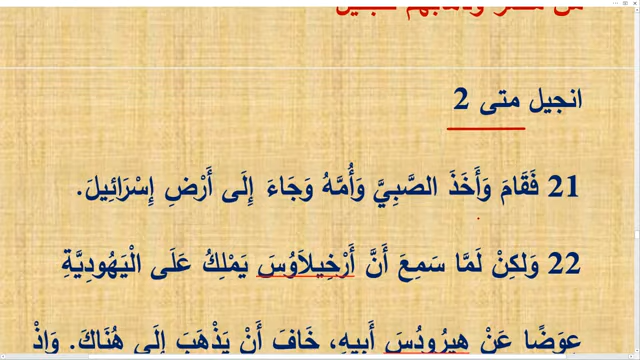 انجيل متى 2
21 فَقَامَ وَأَخَذَ الصَّبِيَّ وَأُمَّهُ وَجَاءَ إِلَى أَرْضِ إِسْرَائِيلَ.
22 وَلكِنْ لَمَّا سَمِعَ أَنَّ أَرْخِيلاَوُسَ يَمْلِكُ عَلَى الْيَهُودِيَّةِ
عِوَضًا عَنْ هِيرُودُسَ أَبِيهِ، خَافَ أَنْ يَذْهَبَ إِلَى هُنَاكَ. وَإِذْ